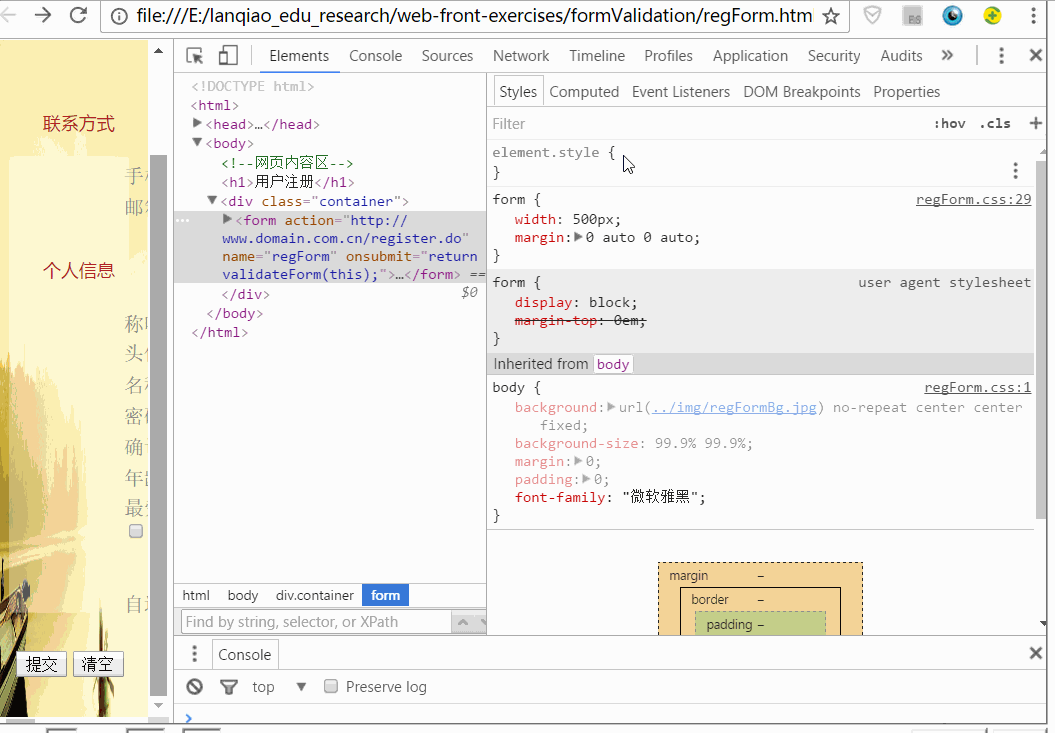 file:///E:/lanqiao_edu_research/web-front-exercises/formValidation/regForm.htm
Elements Console Sources Network Timeline Profiles Application Security Audits »
联系方式
手
邮
个人信息
称
头
名
密
确
年
最
自
提交 清空
<!DOCTYPE html>
<html>
<head>…</head>
<body>
<!--网页内容区-->
<h1>用户注册</h1>
<div class="container">
<form action="http://
www.domain.com.cn/register.do"
name="regForm" onsubmit="return
validateForm(this);">…</form> ==
$0
</div>
</body>
</html>
html body div.container form
Find by string, selector, or XPath
Styles Computed Event Listeners DOM Breakpoints Properties
Filter :hov .cls +
element.style {
}
form { regForm.css:29
width: 500px;
margin: 0 auto 0 auto;
}
form { user agent stylesheet
display: block;
margin-top: 0em;
}
Inherited from body
body { regForm.css:1
background: url(../img/regFormBg.jpg) no-repeat center center
fixed;
background-size: 99.9% 99.9%;
margin: 0;
padding: 0;
font-family: "微软雅黑";
}
margin –
border –
padding –
Console
top Preserve log